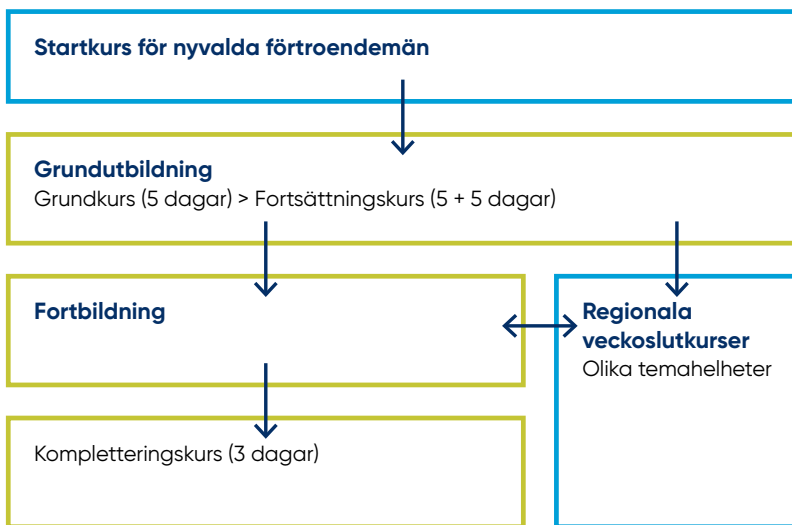 Startkurs för nyvalda förtroendemän
Grundutbildning
Grundkurs (5 dagar) > Fortsättningskurs (5 + 5 dagar)
Fortbildning
Regionala
veckoslutkurser
Olika temahelheter
Kompletteringskurs (3 dagar)